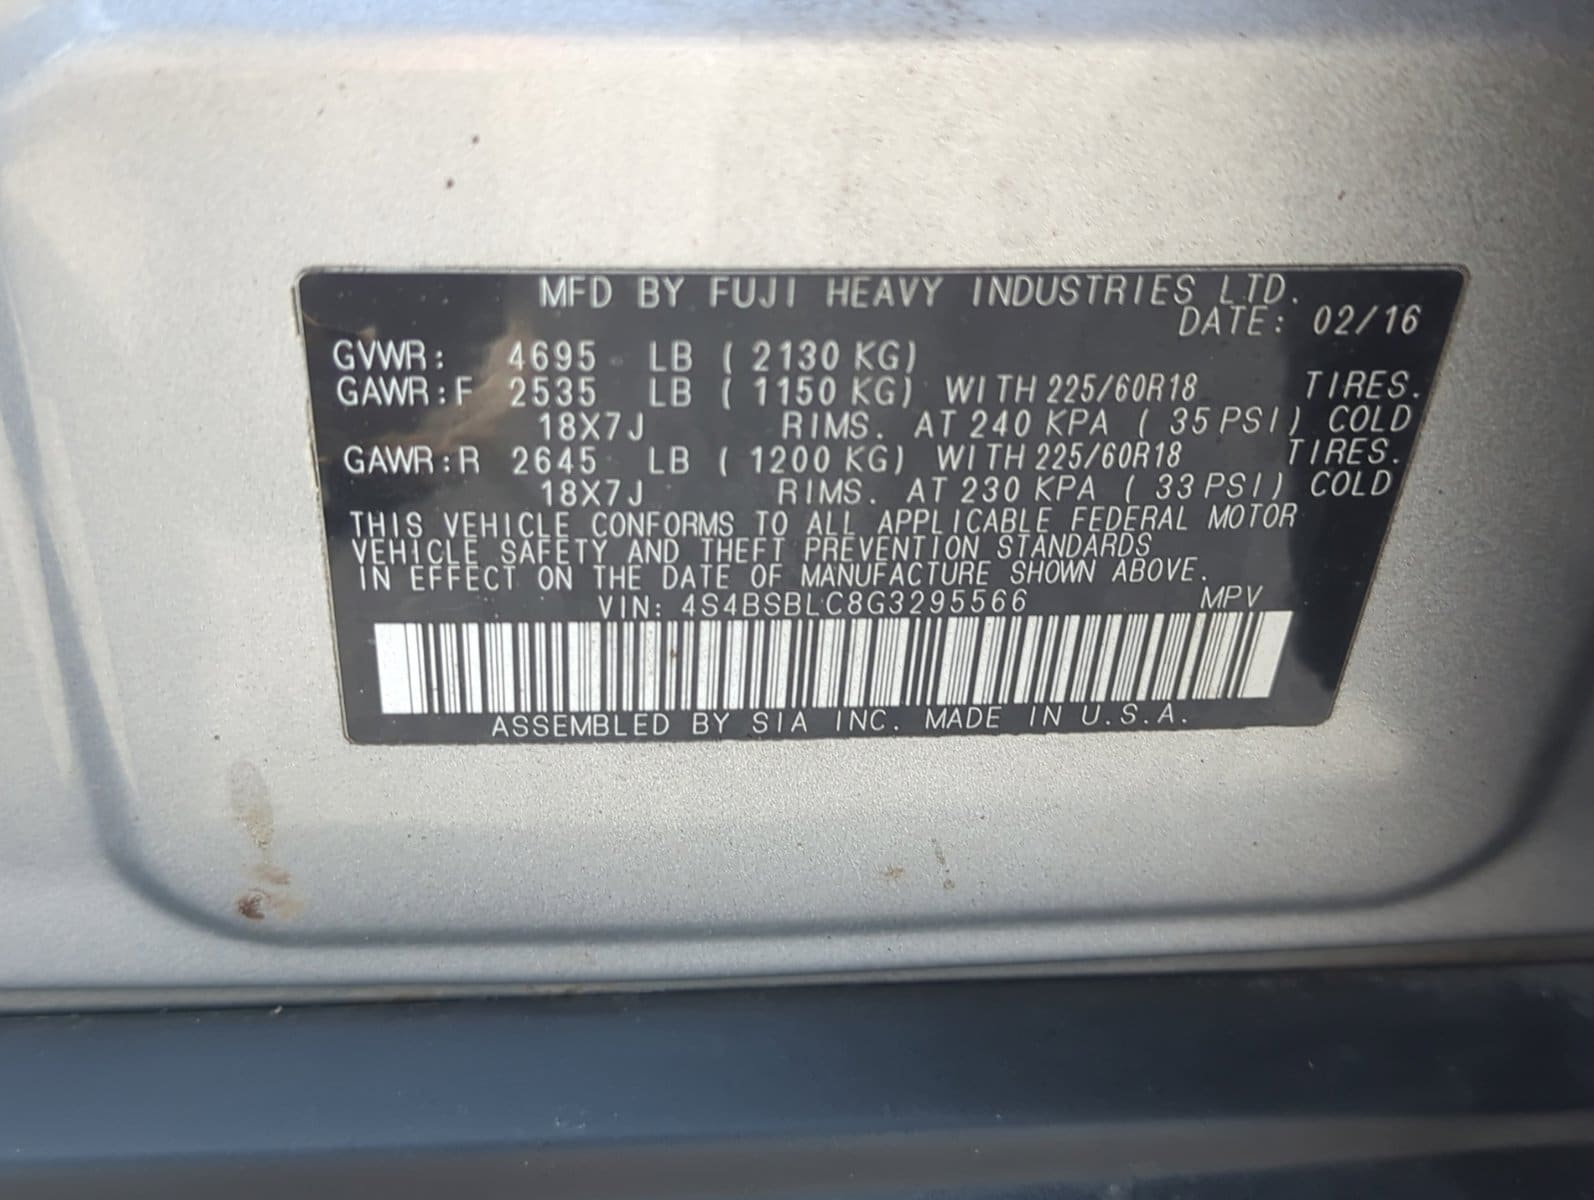 MFD BY FUJI HEAVY INDUSTRIES LTD.
DATE: 02/16
GVWR: 4695 LB ( 2130 KG)
GAWR:F 2535 LB ( 1150 KG) WITH 225/60R18 TIRES.
18X7J RIMS. AT 240 KPA ( 35 PSI) COLD
GAWR:R 2645 LB ( 1200 KG) WITH 225/60R18 TIRES.
18X7J RIMS. AT 230 KPA ( 33 PSI) COLD
THIS VEHICLE CONFORMS TO ALL APPLICABLE FEDERAL MOTOR
VEHICLE SAFETY AND THEFT PREVENTION STANDARDS
IN EFFECT ON THE DATE OF MANUFACTURE SHOWN ABOVE.
VIN: 4S4BSBLC8G3295566 MPV
ASSEMBLED BY SIA INC. MADE IN U.S.A.